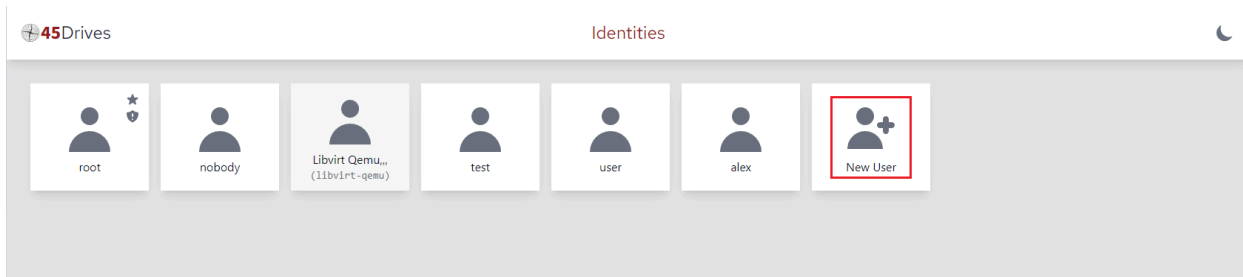 45Drives
Identities
root
nobody
Libvirt Qemu,,,
(libvirt-qemu)
test
user
alex
New User